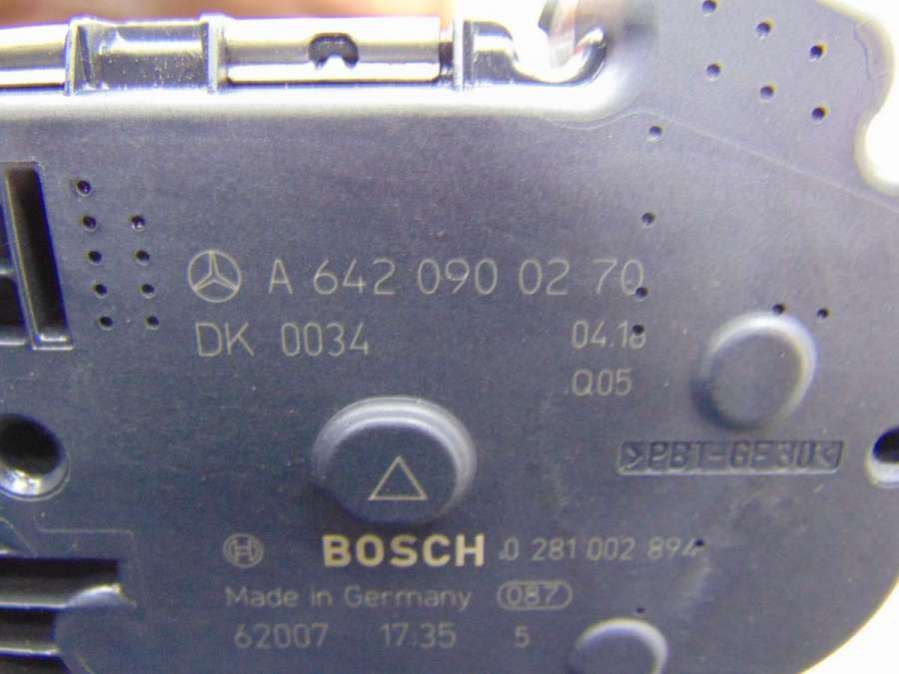 A 642 090 02 70
DK 0034 04.18
Q05
>PBT-GF30<
BOSCH 0 281 002 894
Made in Germany 087
62007 17.35 5